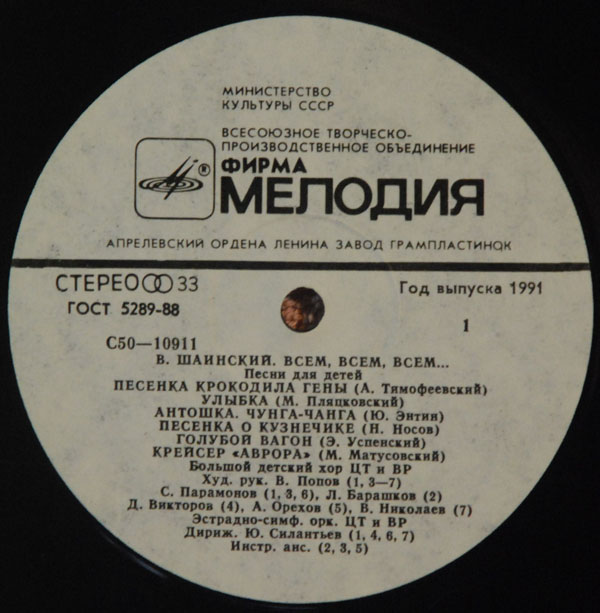 МИНИСТЕРСТВО
КУЛЬТУРЫ СССР
ВСЕСОЮЗНОЕ ТВОРЧЕСКО-
ПРОИЗВОДСТВЕННОЕ ОБЪЕДИНЕНИЕ
®
ФИРМА
МЕЛОДИЯ
АПРЕЛЕВСКИЙ ОРДЕНА ЛЕНИНА ЗАВОД ГРАМПЛАСТИНОК
СТЕРЕО 33
Год выпуска 1991
ГОСТ 5289-88
1
С50—10911
В. ШАИНСКИЙ. ВСЕМ, ВСЕМ, ВСЕМ...
Песни для детей
ПЕСЕНКА КРОКОДИЛА ГЕНЫ (А. Тимофеевский)
УЛЫБКА (М. Пляцковский)
АНТОШКА. ЧУНГА-ЧАНГА (Ю. Энтин)
ПЕСЕНКА О КУЗНЕЧИКЕ (Н. Носов)
ГОЛУБОЙ ВАГОН (Э. Успенский)
КРЕЙСЕР «АВРОРА» (М. Матусовский)
Большой детский хор ЦТ и ВР
Худ. рук. В. Попов (1, 3—7)
С. Парамонов (1, 3, 6), Л. Барашков (2)
Д. Викторов (4), А. Орехов (5), В. Николаев (7)
Эстрадно-симф. орк. ЦТ и ВР
Дириж. Ю. Силантьев (1, 4, 6, 7)
Инстр. анс. (2, 3, 5)